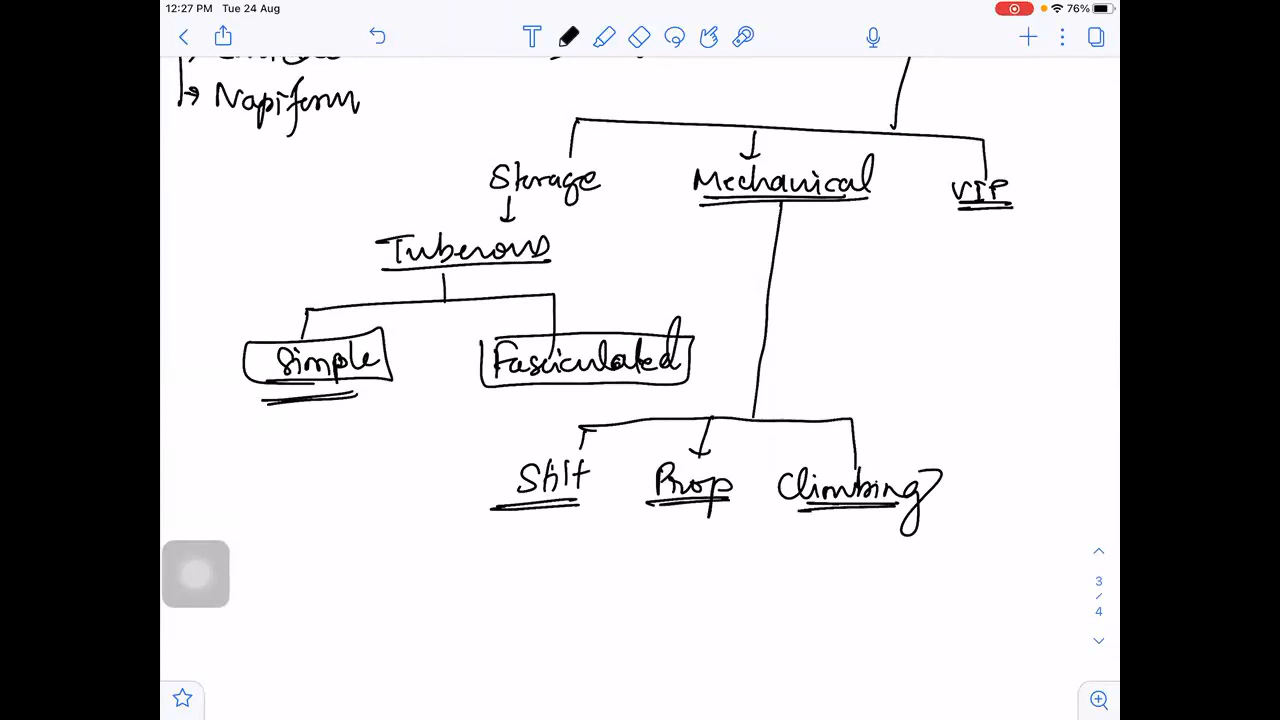 12:27 PM Tue 24 Aug
76%
Napiform
Storage
Mechanical
VIP
Tuberous
Simple
Fasciculated
Stilt
Prop
Climbing
3
/
4